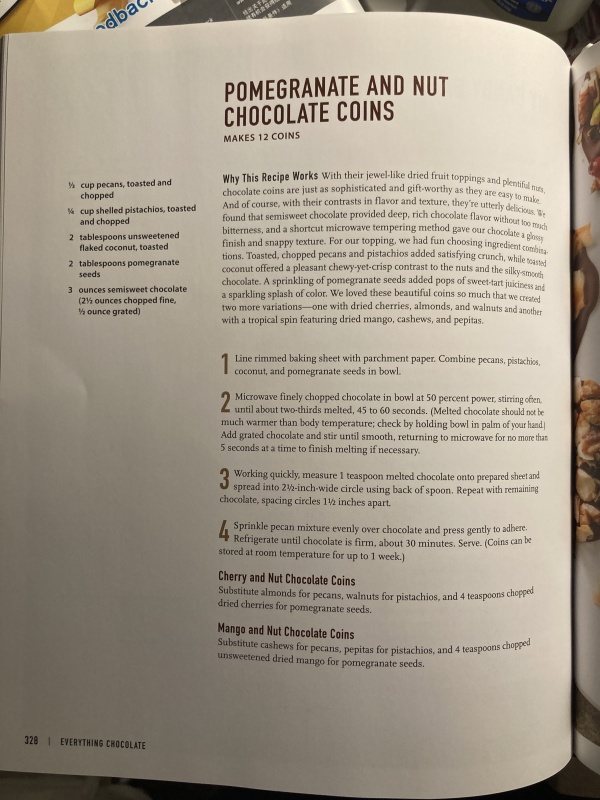 edbac
POMEGRANATE AND NUT
CHOCOLATE COINS
MAKES 12 COINS
⅓ cup pecans, toasted and
chopped
¼ cup shelled pistachios, toasted
and chopped
2 tablespoons unsweetened
flaked coconut, toasted
2 tablespoons pomegranate
seeds
3 ounces semisweet chocolate
(2½ ounces chopped fine,
½ ounce grated)
Why This Recipe Works With their jewel-like dried fruit toppings and plentiful nuts,
chocolate coins are just as sophisticated and gift-worthy as they are easy to make.
And of course, with their contrasts in flavor and texture, they're utterly delicious. We
found that semisweet chocolate provided deep, rich chocolate flavor without too much
bitterness, and a shortcut microwave tempering method gave our chocolate a glossy
finish and snappy texture. For our topping, we had fun choosing ingredient combina-
tions. Toasted, chopped pecans and pistachios added satisfying crunch, while toasted
coconut offered a pleasant chewy-yet-crisp contrast to the nuts and the silky-smooth
chocolate. A sprinkling of pomegranate seeds added pops of sweet-tart juiciness and
a sparkling splash of color. We loved these beautiful coins so much that we created
two more variations—one with dried cherries, almonds, and walnuts and another
with a tropical spin featuring dried mango, cashews, and pepitas.
1 Line rimmed baking sheet with parchment paper. Combine pecans, pistachios,
coconut, and pomegranate seeds in bowl.
2 Microwave finely chopped chocolate in bowl at 50 percent power, stirring often,
until about two-thirds melted, 45 to 60 seconds. (Melted chocolate should not be
much warmer than body temperature; check by holding bowl in palm of your hand.)
Add grated chocolate and stir until smooth, returning to microwave for no more than
5 seconds at a time to finish melting if necessary.
3 Working quickly, measure 1 teaspoon melted chocolate onto prepared sheet and
spread into 2½-inch-wide circle using back of spoon. Repeat with remaining
chocolate, spacing circles 1½ inches apart.
4 Sprinkle pecan mixture evenly over chocolate and press gently to adhere.
Refrigerate until chocolate is firm, about 30 minutes. Serve. (Coins can be
stored at room temperature for up to 1 week.)
Cherry and Nut Chocolate Coins
Substitute almonds for pecans, walnuts for pistachios, and 4 teaspoons chopped
dried cherries for pomegranate seeds.
Mango and Nut Chocolate Coins
Substitute cashews for pecans, pepitas for pistachios, and 4 teaspoons chopped
unsweetened dried mango for pomegranate seeds.
328 | EVERYTHING CHOCOLATE